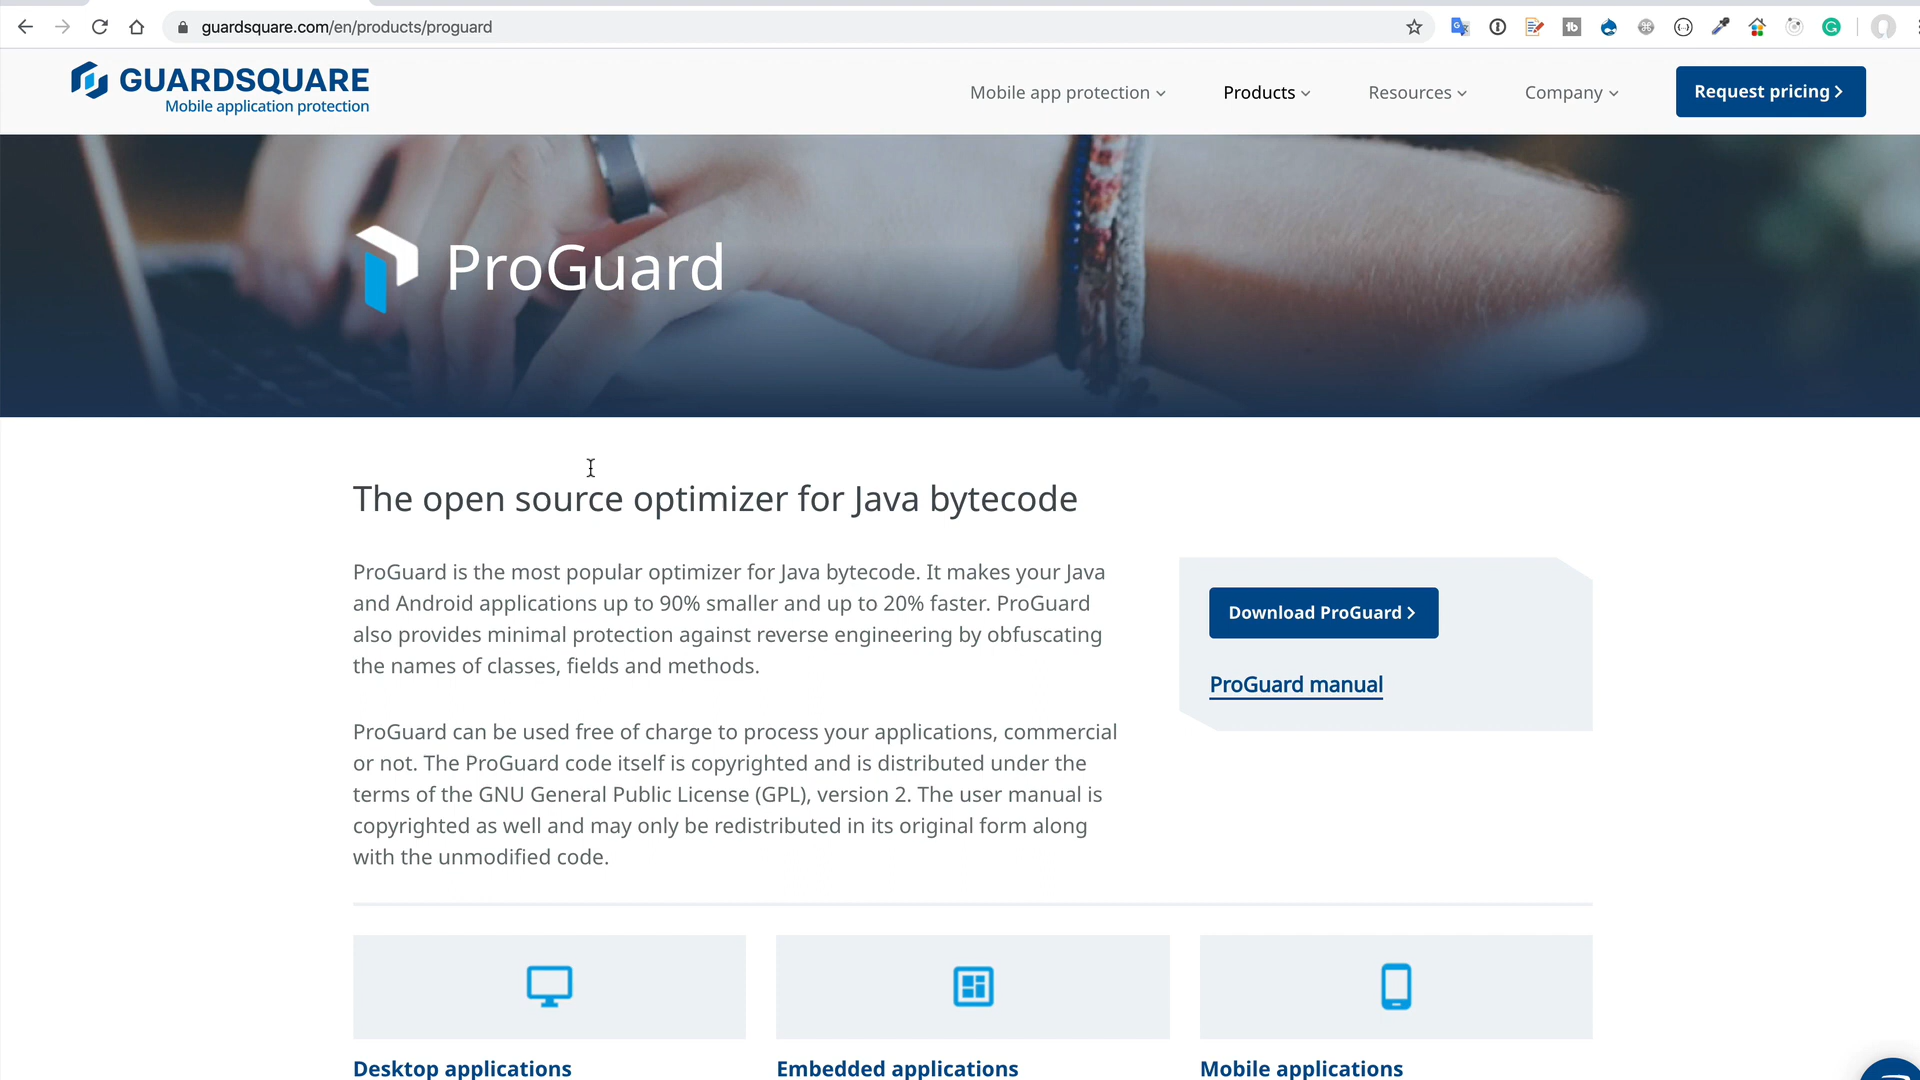 guardsquare.com/en/products/proguard
GUARDSQUARE
Mobile application protection
Mobile app protection
Products
Resources
Company
Request pricing
ProGuard
The open source optimizer for Java bytecode
ProGuard is the most popular optimizer for Java bytecode. It makes your Java
and Android applications up to 90% smaller and up to 20% faster. ProGuard
also provides minimal protection against reverse engineering by obfuscating
the names of classes, fields and methods.
Download ProGuard
ProGuard manual
ProGuard can be used free of charge to process your applications, commercial
or not. The ProGuard code itself is copyrighted and is distributed under the
terms of the GNU General Public License (GPL), version 2. The user manual is
copyrighted as well and may only be redistributed in its original form along
with the unmodified code.
Desktop applications
Embedded applications
Mobile applications